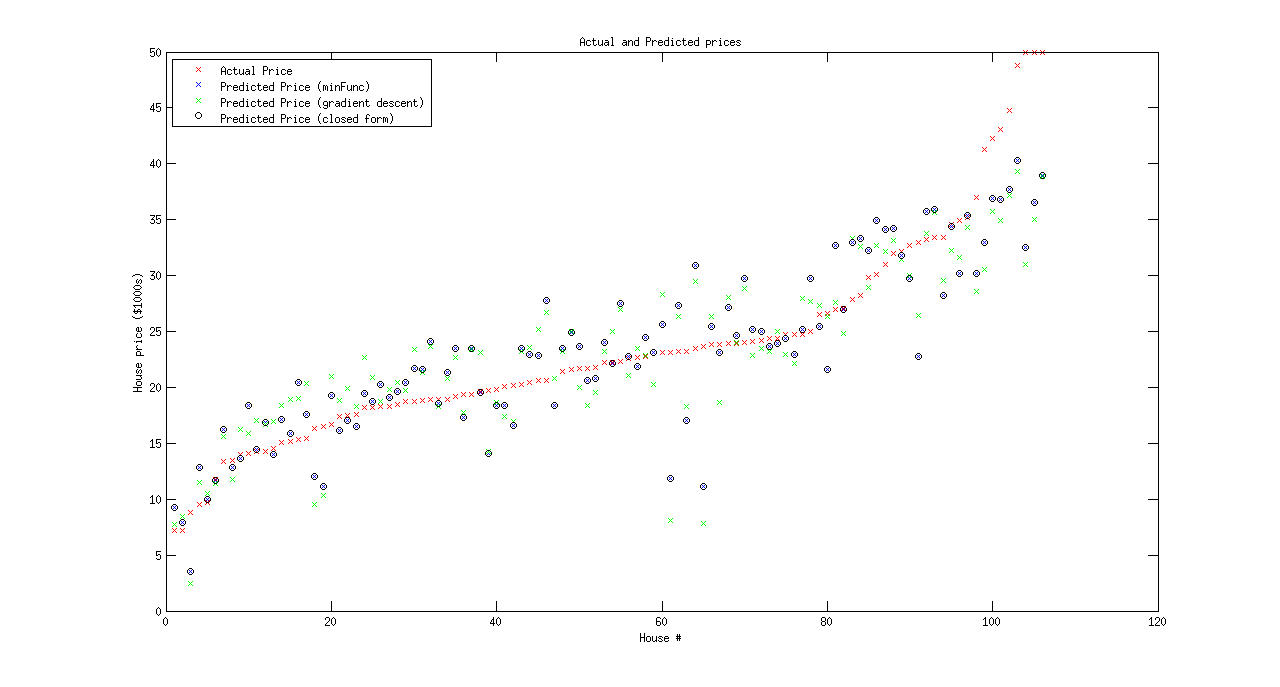 Actual and Predicted prices
50
Actual Price
Predicted Price (minFunc)
Predicted Price (gradient descent)
Predicted Price (closed form)
45
40
35
30
25
20
15
10
5
0
House price ($1000s)
0 20 40 60 80 100 120
House #